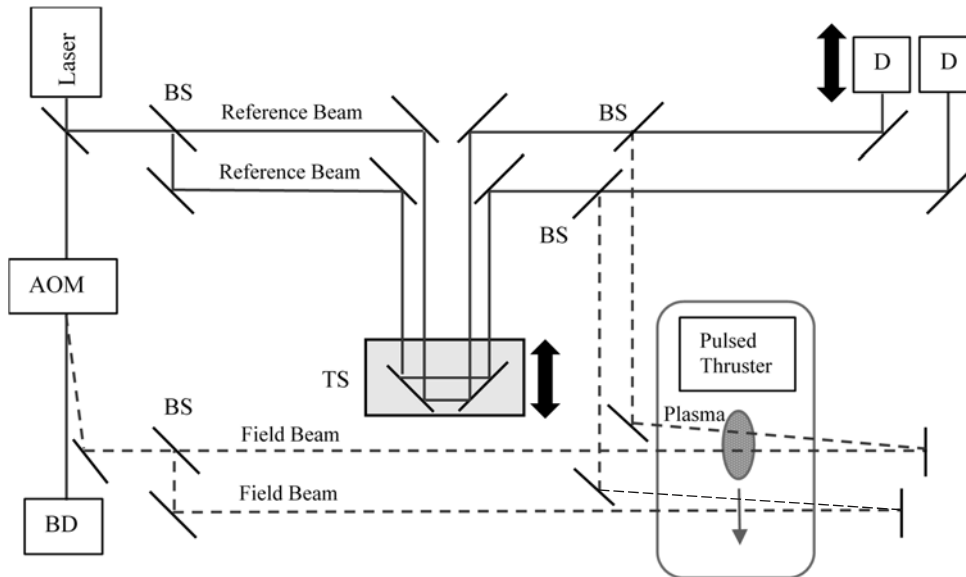 Laser
D
D
BS
Reference Beam
BS
Reference Beam
BS
AOM
Pulsed
Thruster
TS
BS
Plasma
Field Beam
Field Beam
BD